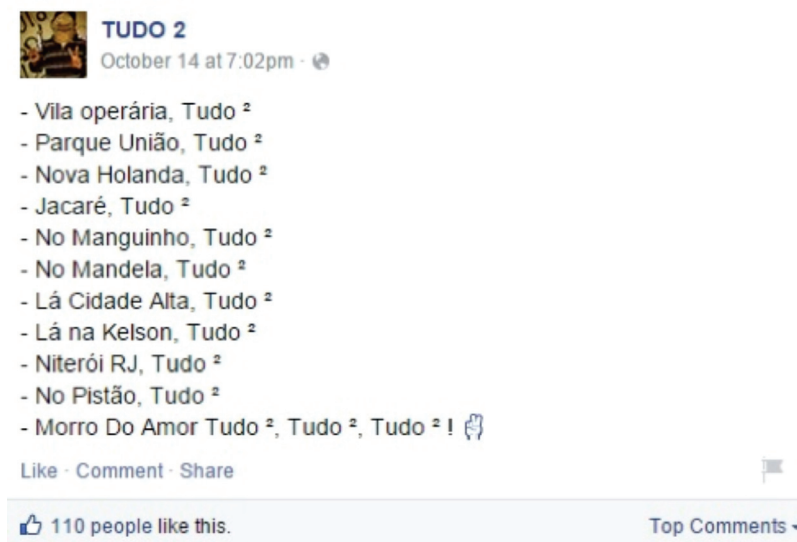 TUDO 2
October 14 at 7:02pm ·
- Vila operária, Tudo ²
- Parque União, Tudo ²
- Nova Holanda, Tudo ²
- Jacaré, Tudo ²
- No Manguinho, Tudo ²
- No Mandela, Tudo ²
- Lá Cidade Alta, Tudo ²
- Lá na Kelson, Tudo ²
- Niterói RJ, Tudo ²
- No Pistão, Tudo ²
- Morro Do Amor Tudo ², Tudo ², Tudo ² ! ✌
Like · Comment · Share
110 people like this.
Top Comments